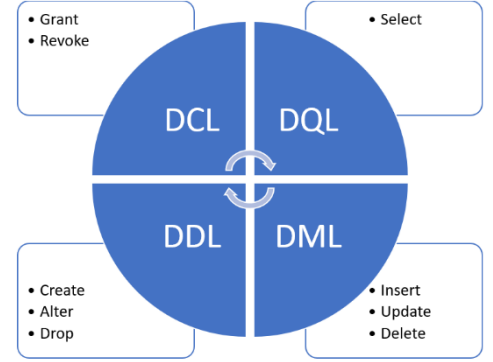 • Grant
• Revoke
• Select
DCL
DQL
DDL
DML
• Create
• Alter
• Drop
• Insert
• Update
• Delete